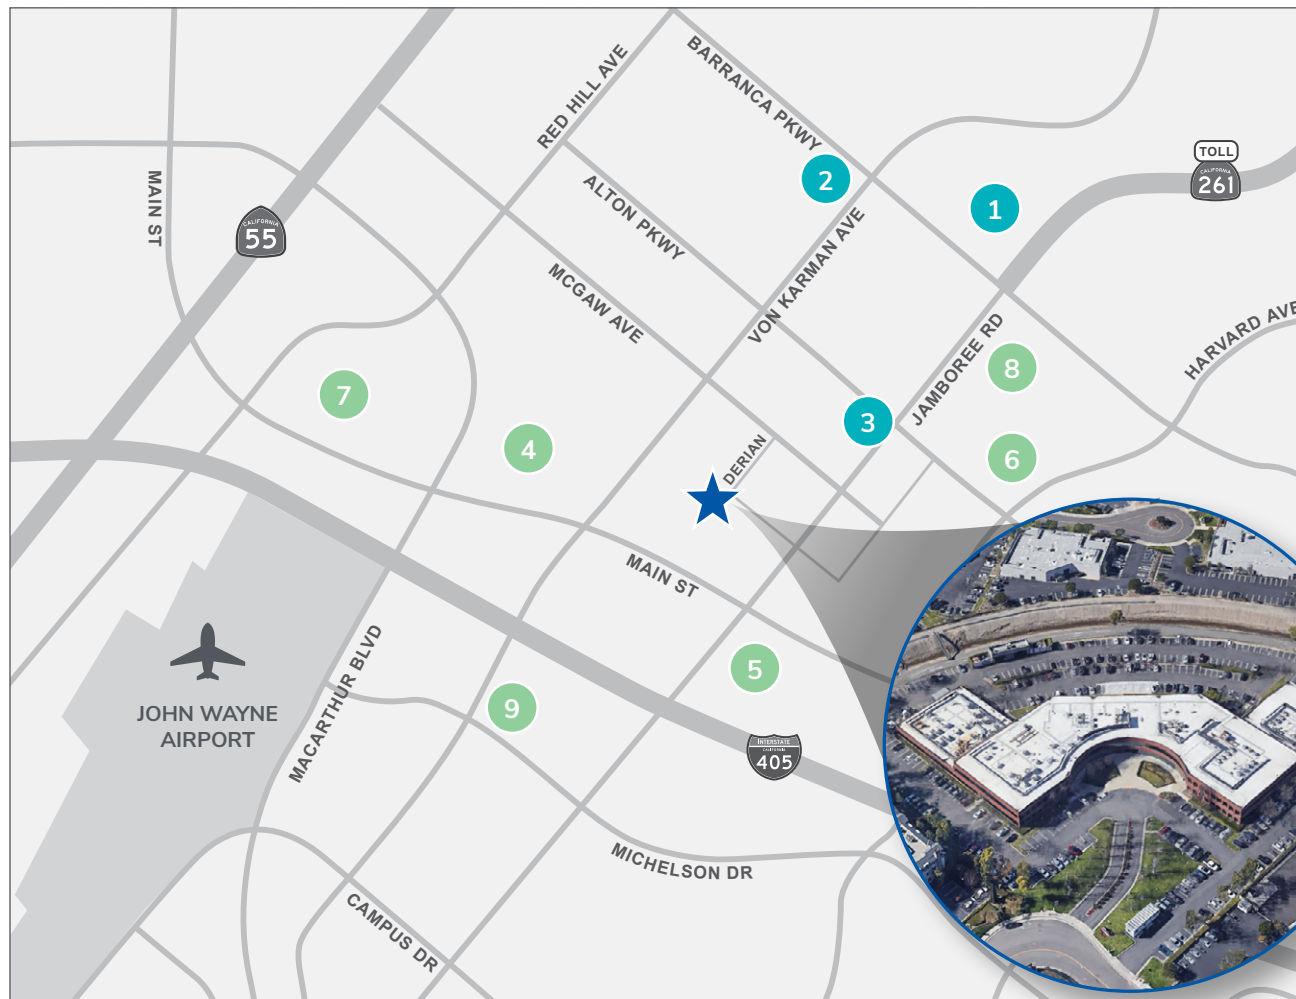 BARRANCA PKWY
RED HILL AVE
TOLL
CALIFORNIA
261
2
1
MAIN ST
ALTON PKWY
CALIFORNIA
55
VON KARMAN AVE
MCGAW AVE
HARVARD AVE
JAMBOREE RD
8
7
3
4
DERIAN
6
MAIN ST
5
JOHN WAYNE
AIRPORT
MACARTHUR BLVD
9
INTERSTATE
CALIFORNIA
405
MICHELSON DR
CAMPUS DR